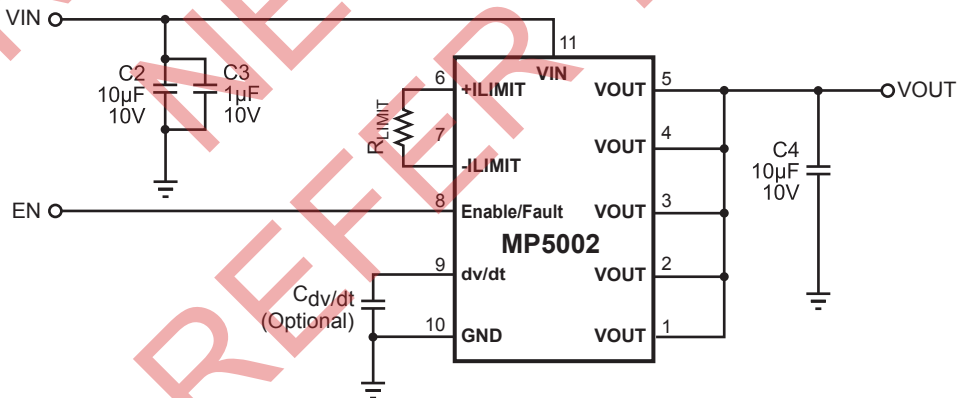 VIN
11
C2
10µF
10V
C3
1µF
10V
VIN
6
+ILIMIT
VOUT
5
VOUT
RLIMIT
7
-ILIMIT
VOUT
4
C4
10µF
10V
EN
8
Enable/Fault
VOUT
3
MP5002
9
dv/dt
VOUT
2
Cdv/dt
(Optional)
10
GND
VOUT
1
REFER